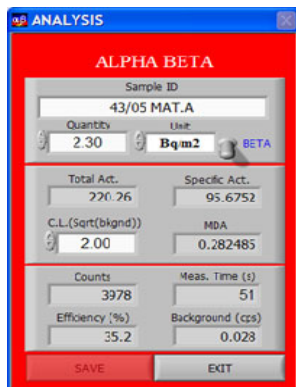 αβ ANALYSIS
ALPHA BETA
Sample ID
43/05 MAT.A
Quantity Unit
2.30 Bq/m2 BETA
Total Act. Specific Act.
220.26 95.6752
C.L.(Sqrt(bkgnd)) MDA
2.00 0.282485
Counts Meas. Time (s)
3978 51
Efficiency (%) Background (cps)
35.2 0.028
SAVE EXIT